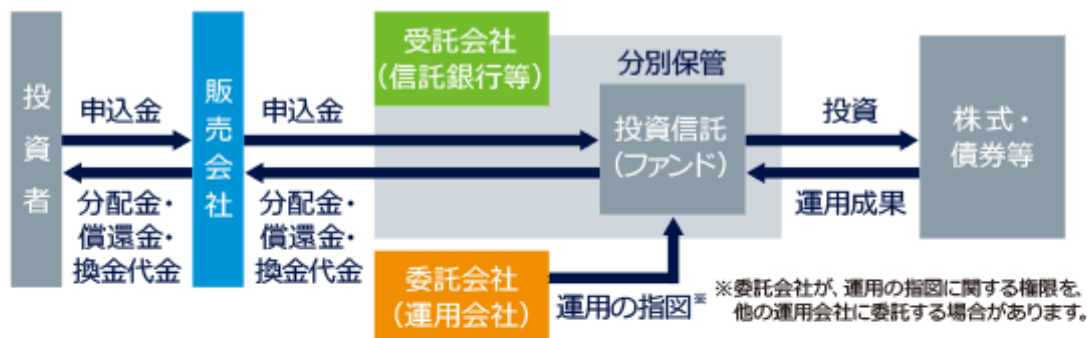 投資者
申込金
分配金・
償還金・
換金代金
販売会社
申込金
分配金・
償還金・
換金代金
受託会社
（信託銀行等）
分別保管
投資信託
（ファンド）
委託会社
（運用会社）
運用の指図※
投資
運用成果
株式・
債券等
※委託会社が、運用の指図に関する権限を、
他の運用会社に委託する場合があります。